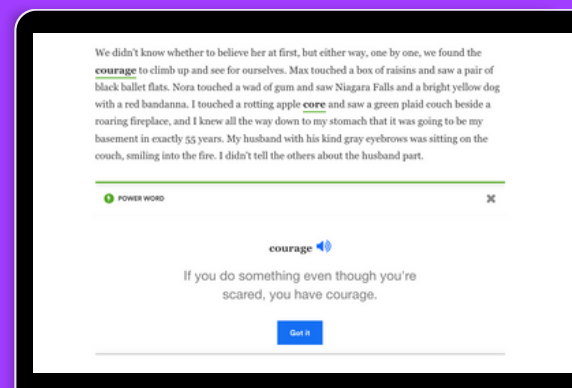 We didn't know whether to believe her at first, but either way, one by one, we found the
courage to climb up and see for ourselves. Max touched a box of raisins and saw a pair of
black ballet flats. Nora touched a wad of gum and saw Niagara Falls and a bright yellow dog
with a red bandanna. I touched a rotting apple core and saw a green plaid couch beside a
roaring fireplace, and I knew all the way down to my stomach that it was going to be my
basement in exactly 55 years. My husband with his kind gray eyebrows was sitting on the
couch, smiling into the fire. I didn't tell the others about the husband part.
POWER WORD
courage
If you do something even though you're
scared, you have courage.
Got it